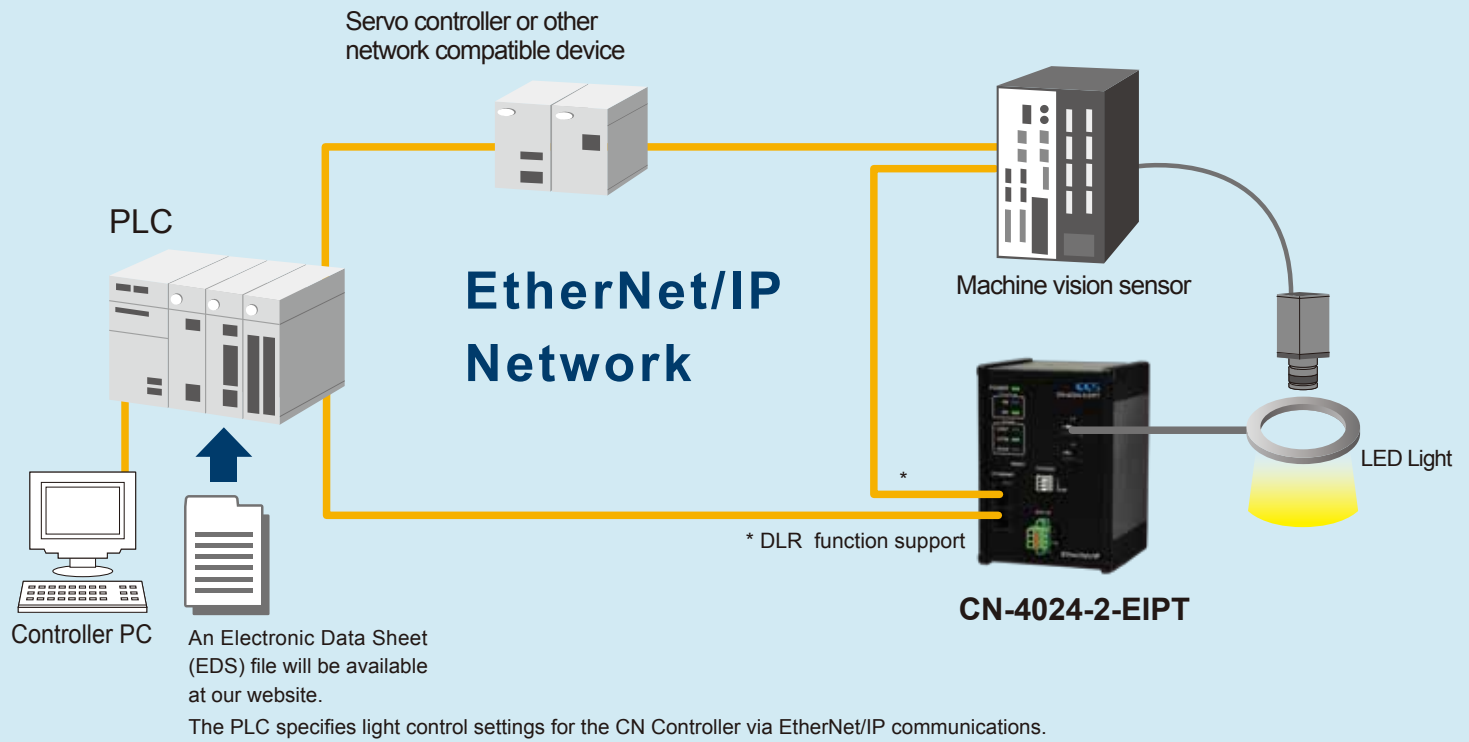 Servo controller or other
network compatible device
PLC
EtherNet/IP
Network
Machine vision sensor
LED Light
*
* DLR function support
EtherNet/IP
CN-4024-2-EIPT
Controller PC
An Electronic Data Sheet
(EDS) file will be available
at our website.
The PLC specifies light control settings for the CN Controller via EtherNet/IP communications.